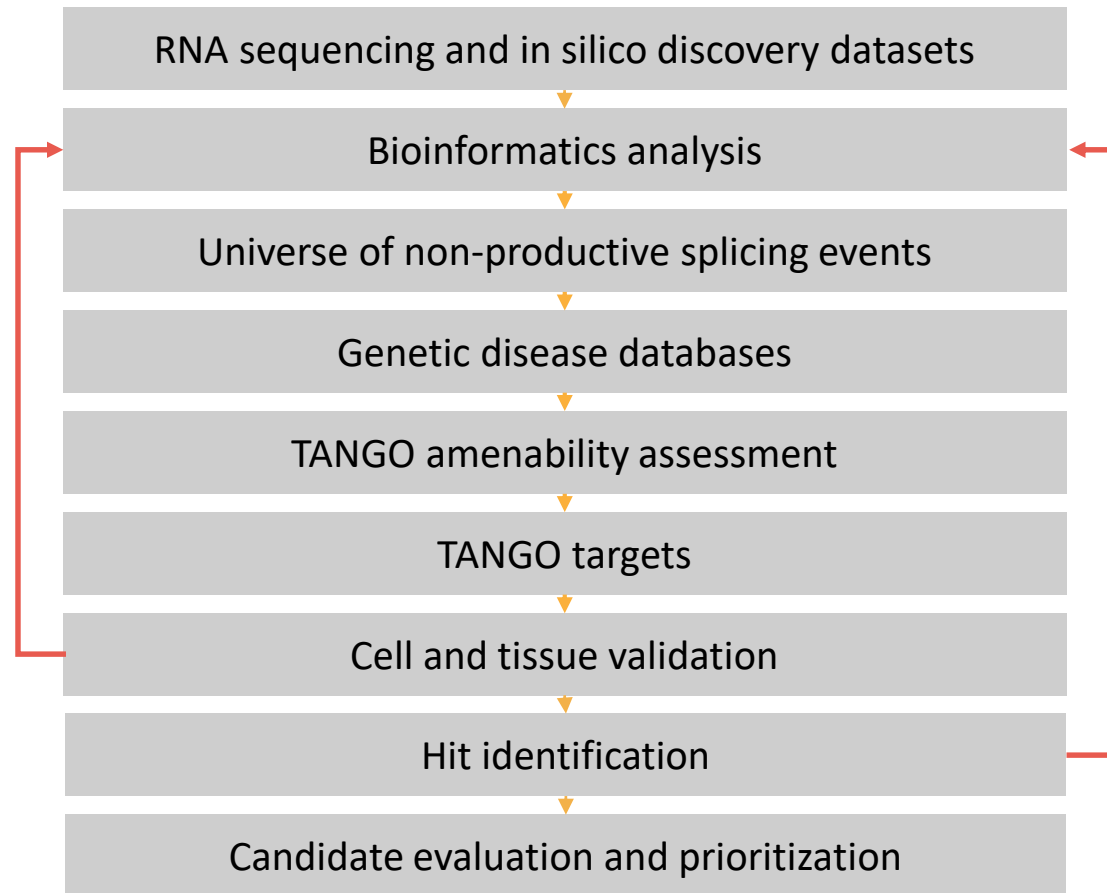 RNA sequencing and in silico discovery datasets
Bioinformatics analysis
Universe of non-productive splicing events
Genetic disease databases
TANGO amenability assessment
TANGO targets
Cell and tissue validation
Hit identification
Candidate evaluation and prioritization